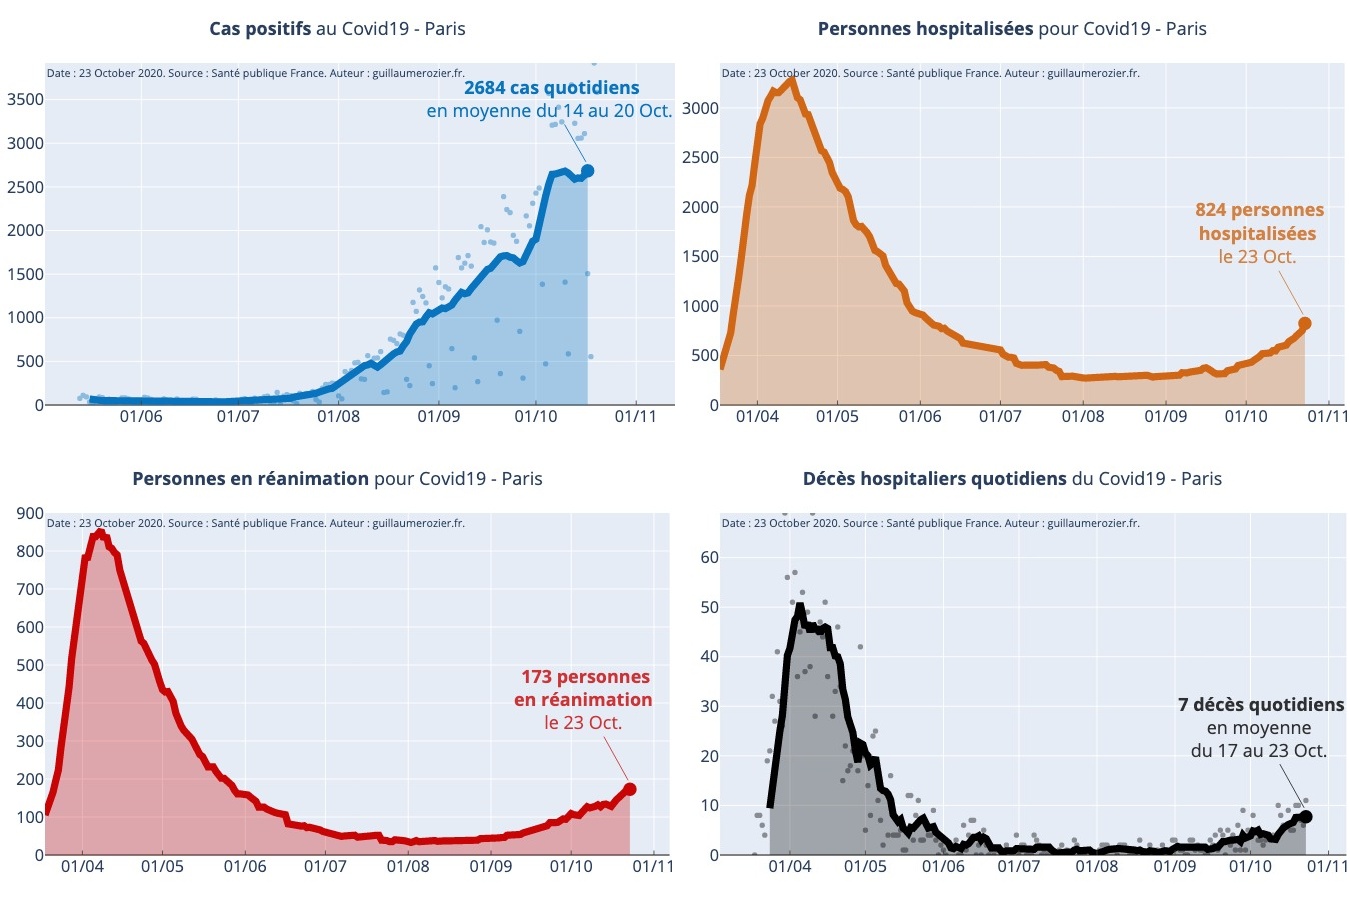 Cas positifs au Covid19 - Paris
Date : 23 October 2020. Source : Santé publique France. Auteur : guillaumerozier.fr.
2684 cas quotidiens
en moyenne du 14 au 20 Oct.
3500
3000
2500
2000
1500
1000
500
0
01/06 01/07 01/08 01/09 01/10 01/11
Personnes hospitalisées pour Covid19 - Paris
Date : 23 October 2020. Source : Santé publique France. Auteur : guillaumerozier.fr.
3000
2500
2000
1500
1000
500
0
824 personnes
hospitalisées
le 23 Oct.
01/04 01/05 01/06 01/07 01/08 01/09 01/10 01/11
Personnes en réanimation pour Covid19 - Paris
Date : 23 October 2020. Source : Santé publique France. Auteur : guillaumerozier.fr.
900
800
700
600
500
400
300
200
100
0
173 personnes
en réanimation
le 23 Oct.
01/04 01/05 01/06 01/07 01/08 01/09 01/10 01/11
Décès hospitaliers quotidiens du Covid19 - Paris
Date : 23 October 2020. Source : Santé publique France. Auteur : guillaumerozier.fr.
60
50
40
30
20
10
0
7 décès quotidiens
en moyenne
du 17 au 23 Oct.
01/04 01/05 01/06 01/07 01/08 01/09 01/10 01/11